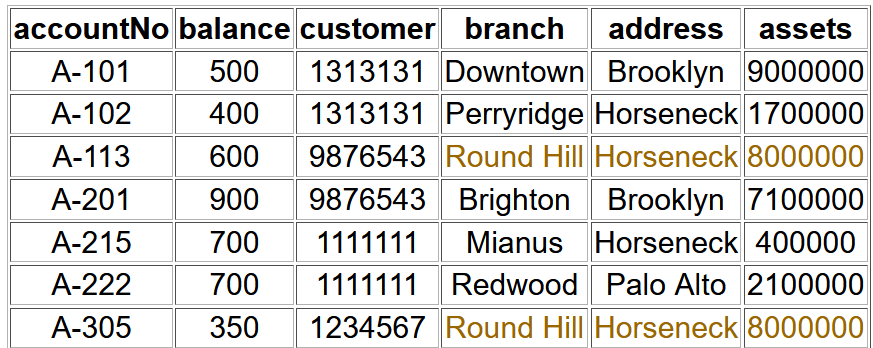 accountNo balance customer branch address assets
A-101 500 1313131 Downtown Brooklyn 9000000
A-102 400 1313131 Perryridge Horseneck 1700000
A-113 600 9876543 Round Hill Horseneck 8000000
A-201 900 9876543 Brighton Brooklyn 7100000
A-215 700 1111111 Mianus Horseneck 400000
A-222 700 1111111 Redwood Palo Alto 2100000
A-305 350 1234567 Round Hill Horseneck 8000000